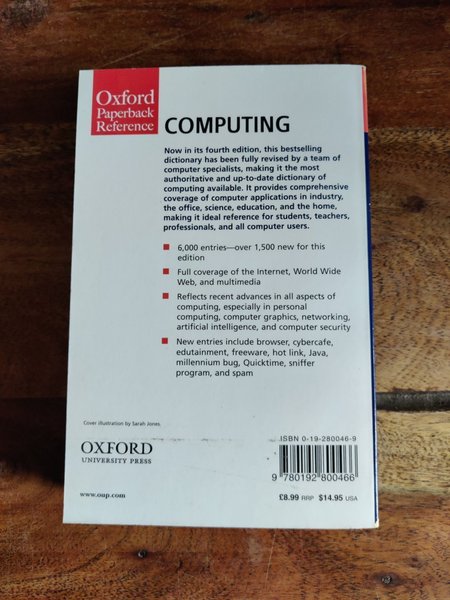 Oxford
Paperback
Reference
COMPUTING
Now in its fourth edition, this bestselling
dictionary has been fully revised by a team of
computer specialists, making it the most
authoritative and up-to-date dictionary of
computing available. It provides comprehensive
coverage of computer applications in industry,
the office, science, education, and the home,
making it ideal reference for students, teachers,
professionals, and all computer users.
6,000 entries—over 1,500 new for this
edition
Full coverage of the Internet, World Wide
Web, and multimedia
Reflects recent advances in all aspects of
computing, especially in personal
computing, computer graphics, networking,
artificial intelligence, and computer security
New entries include browser, cybercafe,
edutainment, freeware, hot link, Java,
millennium bug, Quicktime, sniffer
program, and spam
Cover illustration by Sarah Jones.
OXFORD
UNIVERSITY PRESS
www.oup.com
ISBN 0-19-280046-9
9 780192 800466
£8.99 RRP $14.95 USA